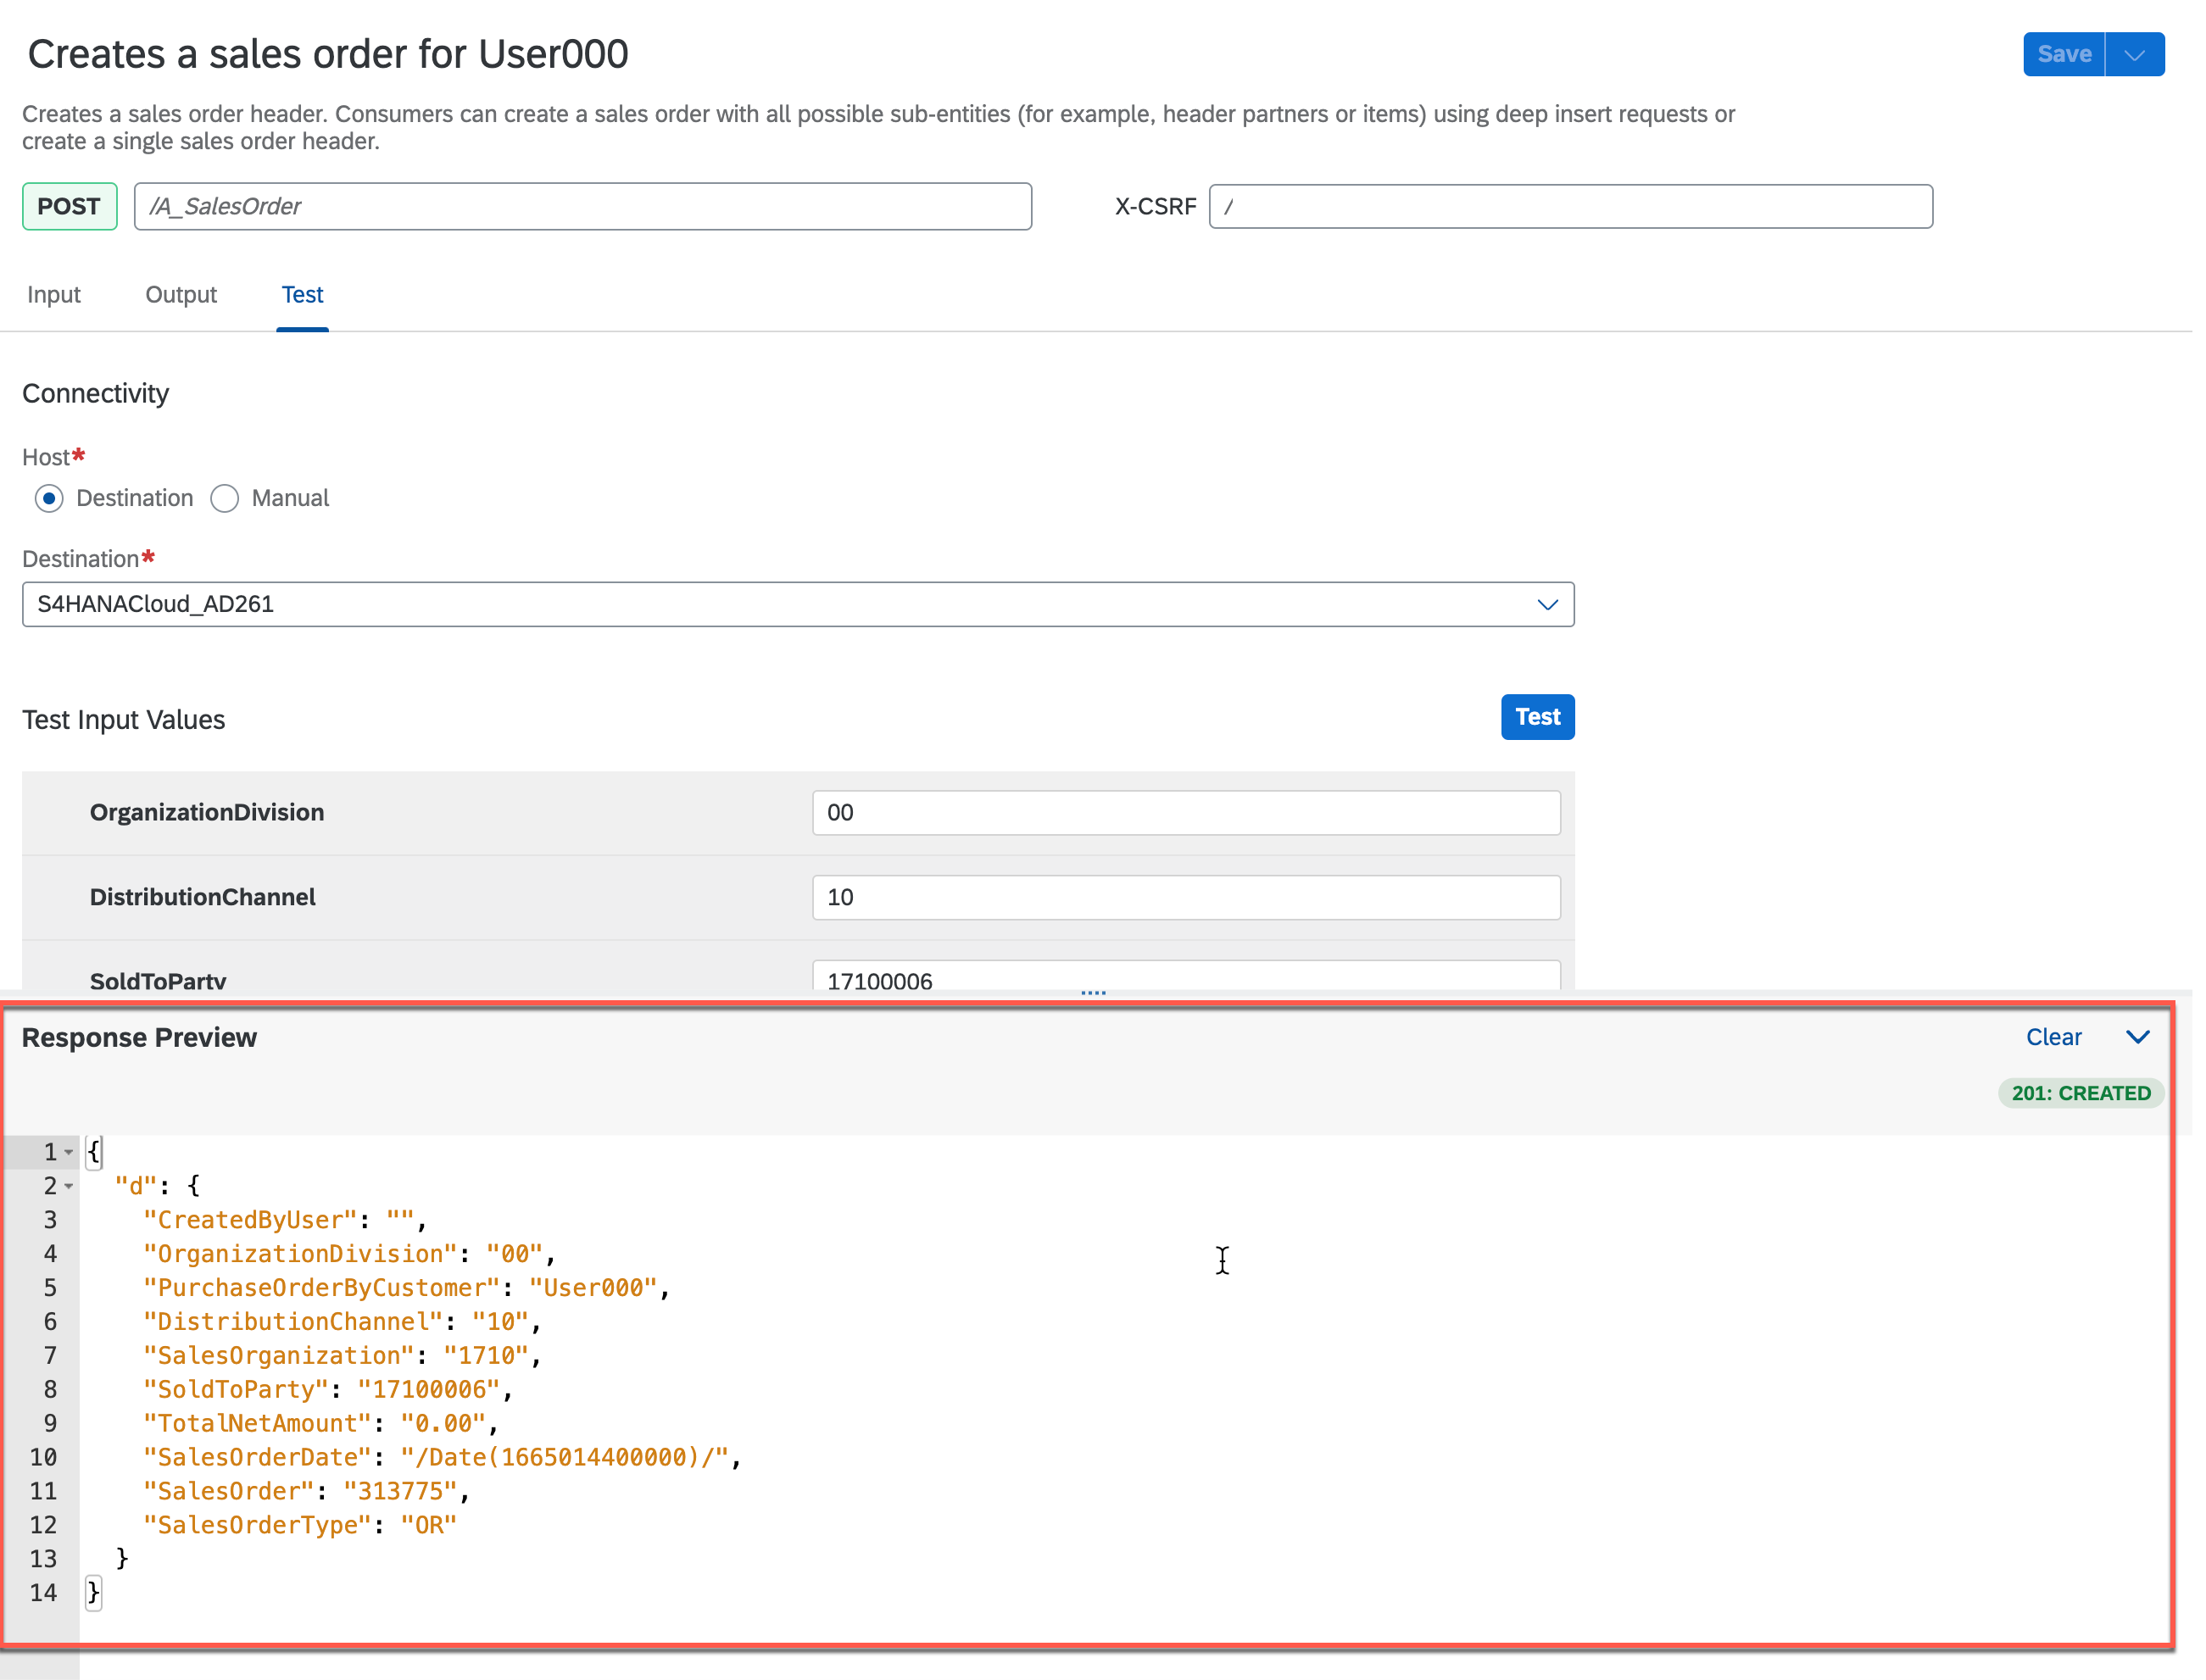 Creates a sales order for User000
Save
Creates a sales order header. Consumers can create a sales order with all possible sub-entities (for example, header partners or items) using deep insert requests or
create a single sales order header.
POST /A_SalesOrder X-CSRF /
Input Output Test
Connectivity
Host*
Destination Manual
Destination*
S4HANACloud_AD261
Test Input Values Test
OrganizationDivision 00
DistributionChannel 10
SoldToParty 17100006
Response Preview Clear
201: CREATED
1 {
2 "d": {
3 "CreatedByUser": "",
4 "OrganizationDivision": "00",
5 "PurchaseOrderByCustomer": "User000",
6 "DistributionChannel": "10",
7 "SalesOrganization": "1710",
8 "SoldToParty": "17100006",
9 "TotalNetAmount": "0.00",
10 "SalesOrderDate": "/Date(1665014400000)/",
11 "SalesOrder": "313775",
12 "SalesOrderType": "OR"
13 }
14 }